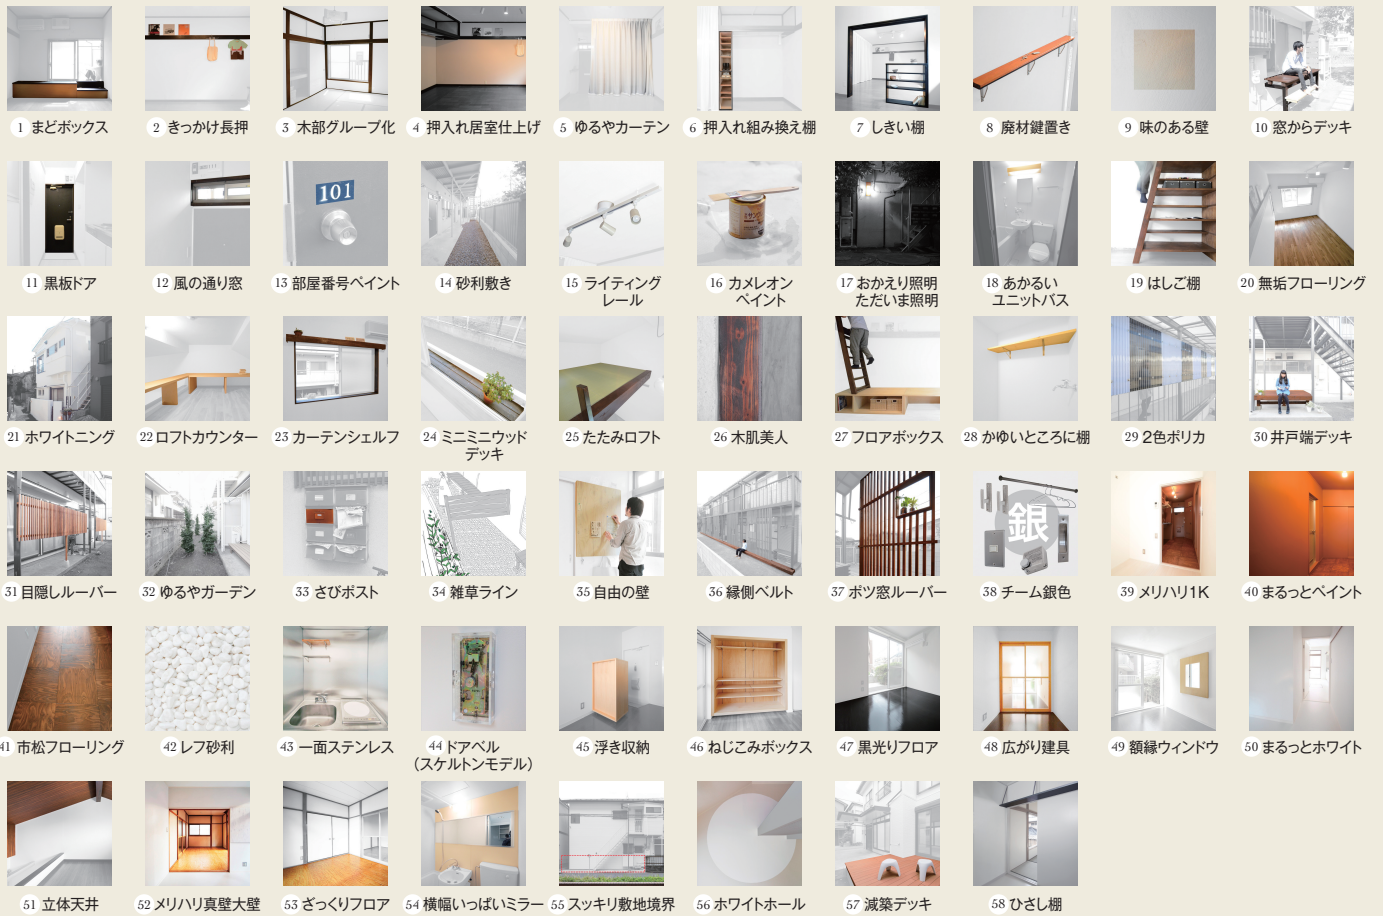 1 まどボックス
2 きっかけ長押
3 木部グループ化
4 押入れ居室仕上げ
5 ゆるやカーテン
6 押入れ組み換え棚
7 しきい棚
8 廃材鍵置き
9 味のある壁
10 窓からデッキ
101
11 黒板ドア
12 風の通り窓
13 部屋番号ペイント
14 砂利敷き
15 ライティング
レール
16 カメレオン
ペイント
17 おかえり照明
ただいま照明
18 あかるい
ユニットバス
19 はしご棚
20 無垢フローリング
21 ホワイトニング
22 ロフトカウンター
23 カーテンシェルフ
24 ミニミニウッド
デッキ
25 たたみロフト
26 木肌美人
27 フロアボックス
28 かゆいところに棚
29 2色ポリカ
30 井戸端デッキ
銀
31 目隠しルーバー
32 ゆるやガーデン
33 さびポスト
34 雑草ライン
35 自由の壁
36 縁側ベルト
37 ポツ窓ルーバー
38 チーム銀色
39 メリハリ1K
40 まるっとペイント
41 市松フローリング
42 レフ砂利
43 一面ステンレス
44 ドアベル
（スケルトンモデル）
45 浮き収納
46 ねじこみボックス
47 黒光りフロア
48 広がり建具
49 額縁ウィンドウ
50 まるっとホワイト
51 立体天井
52 メリハリ真壁大壁
53 ざっくりフロア
54 横幅いっぱいミラー
55 スッキリ敷地境界
56 ホワイトホール
57 減築デッキ
58 ひさし棚